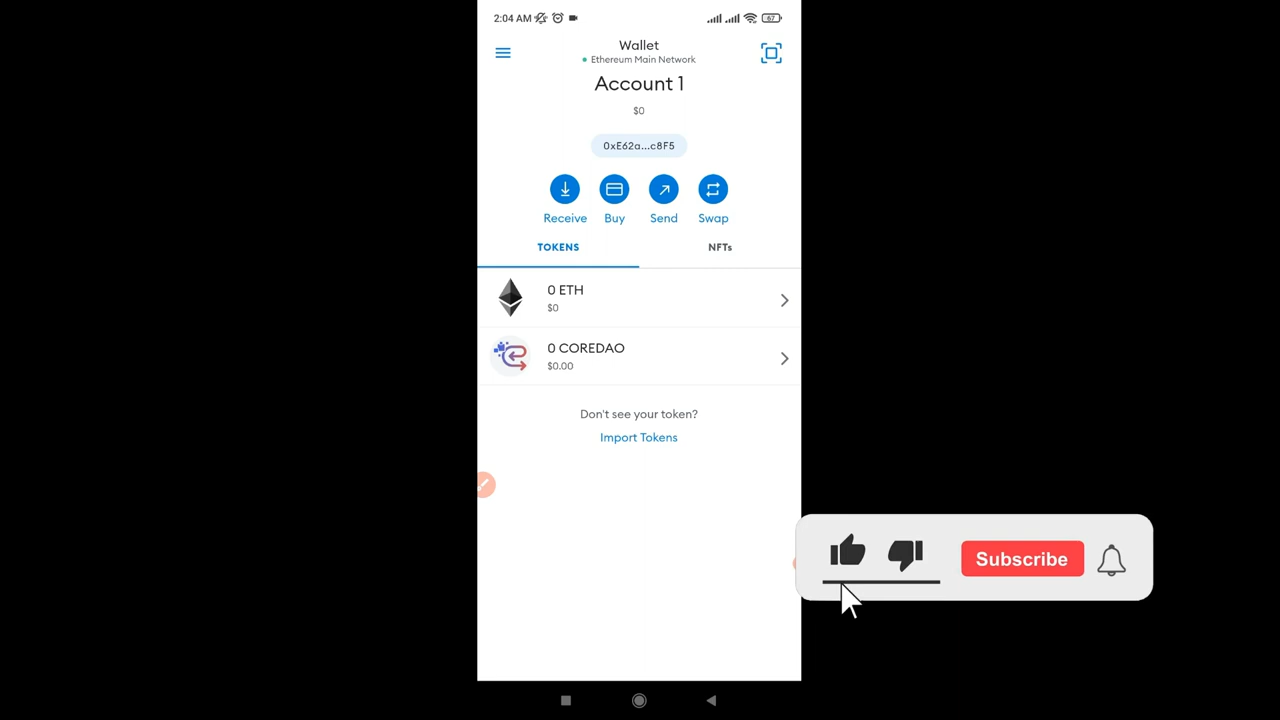 2:04 AM
67
Wallet
Ethereum Main Network
Account 1
$0
0xE62a...c8F5
Receive Buy Send Swap
TOKENS NFTs
0 ETH
$0
0 COREDAO
$0.00
Don't see your token?
Import Tokens
Subscribe